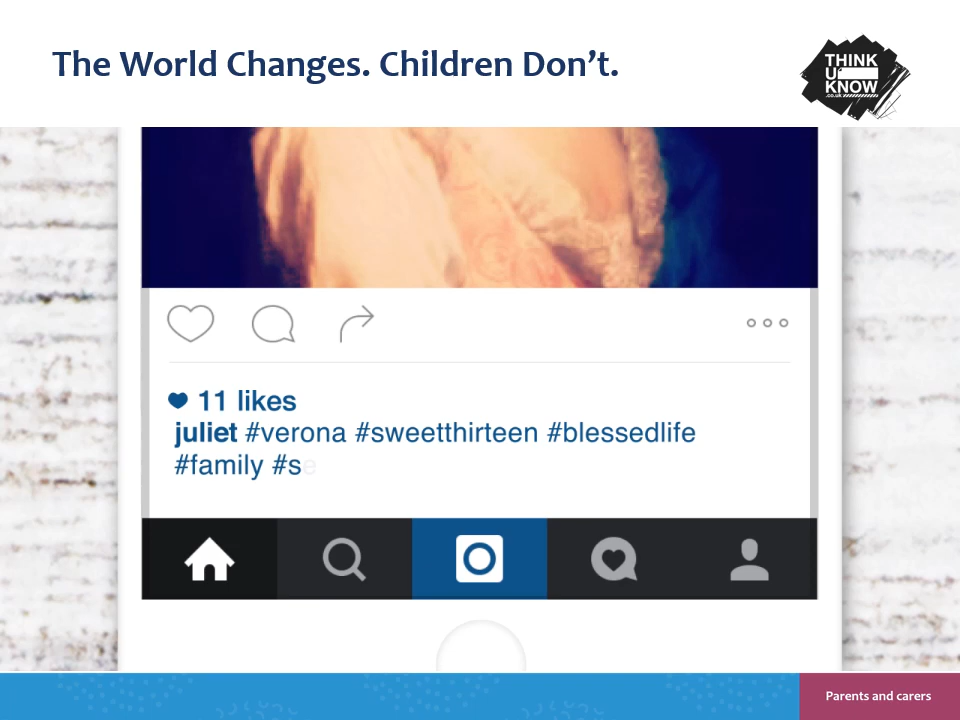 The World Changes. Children Don’t.
THINK
U
KNOW
.co.uk
11 likes
juliet #verona #sweetthirteen #blessedlife
#family #se
Parents and carers